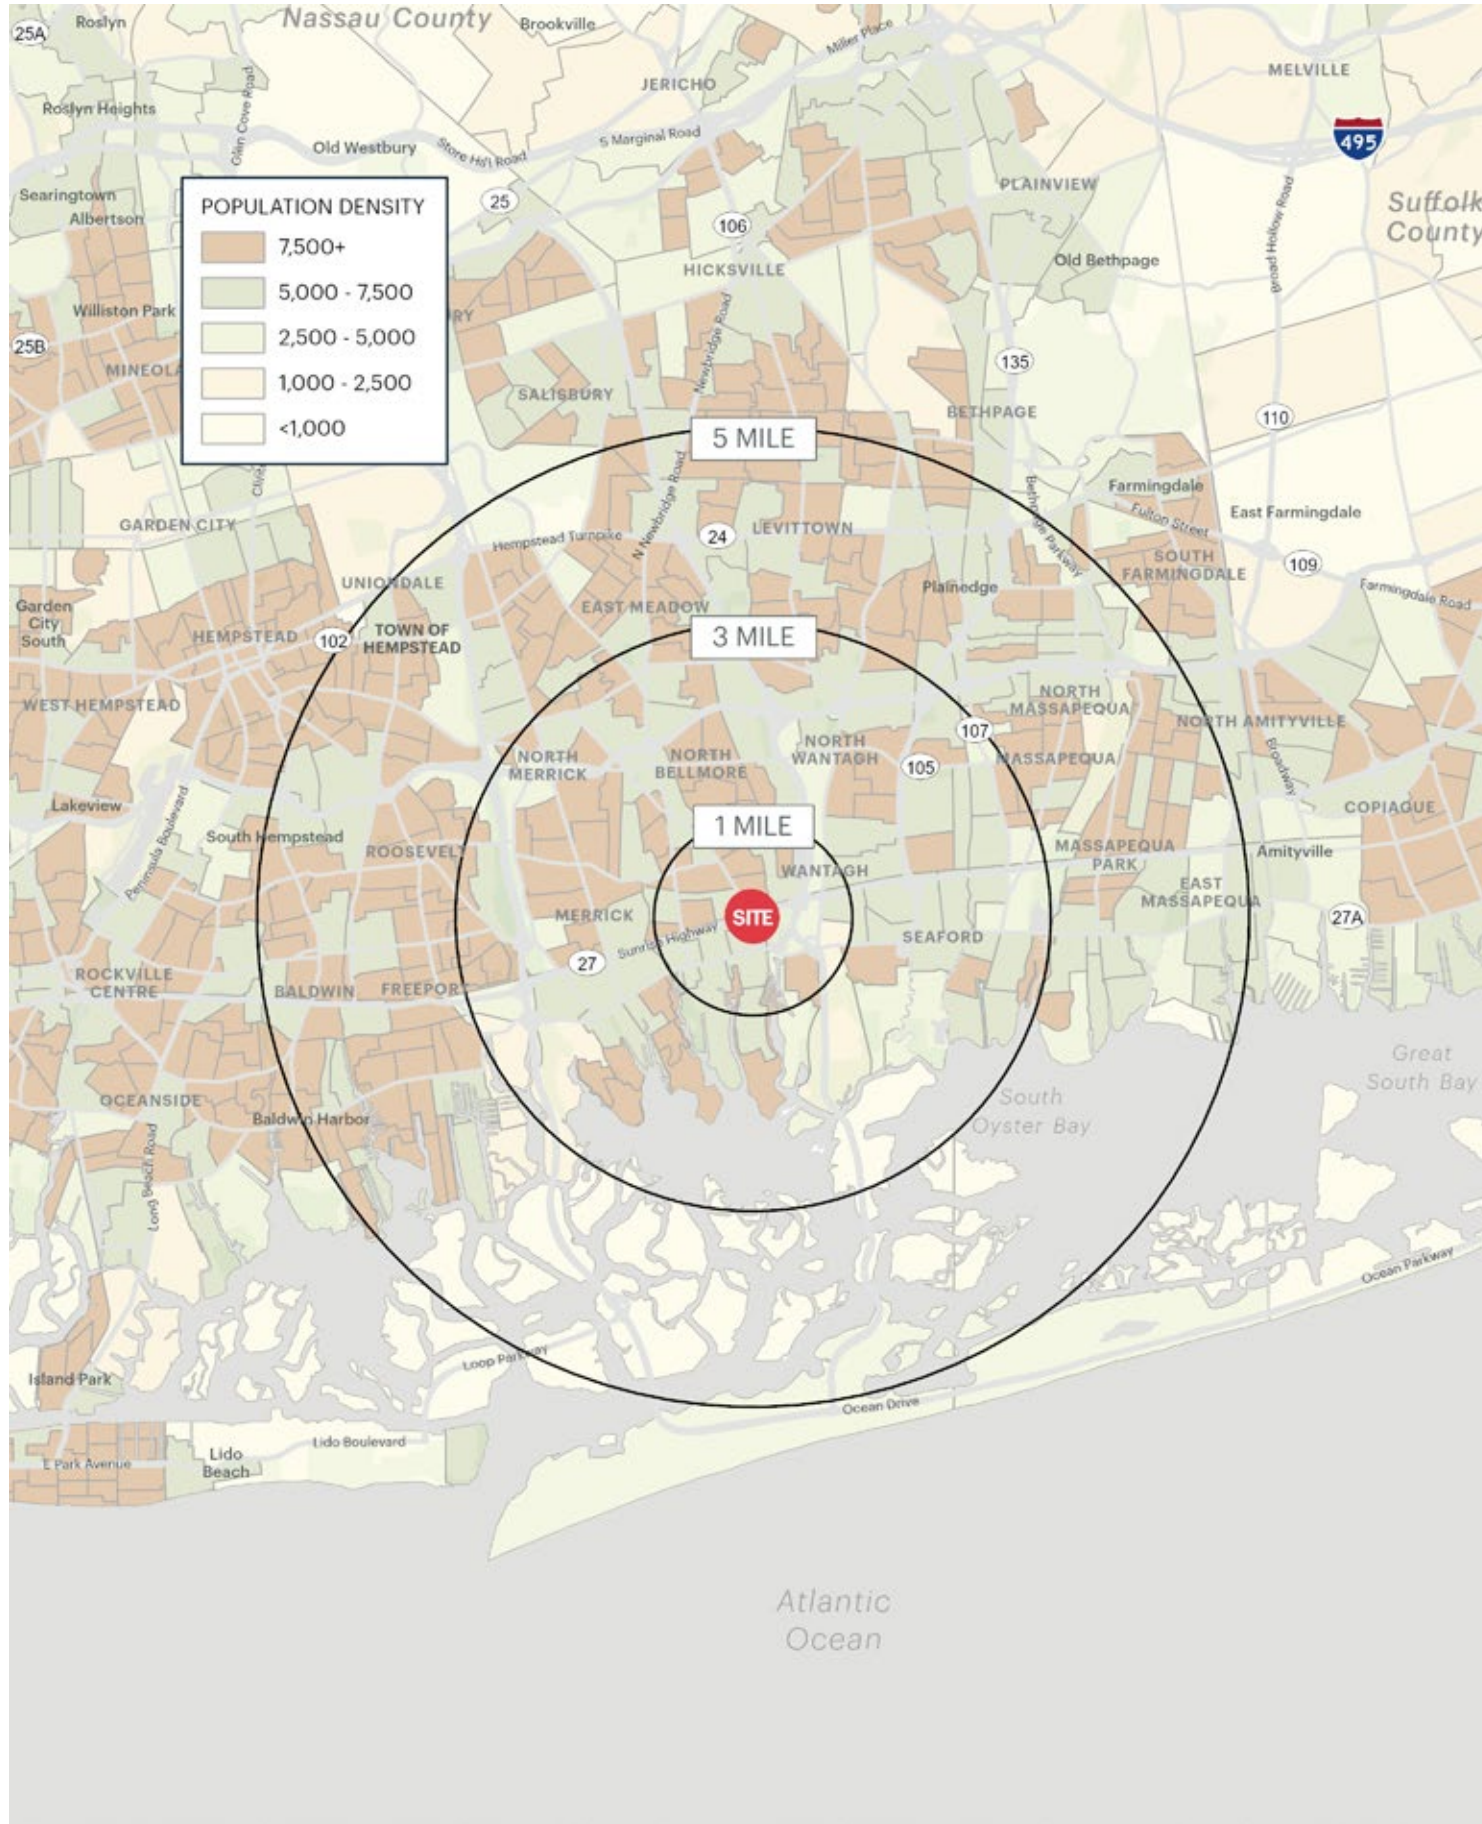 Nassau County
Roslyn
Brookville
25A
Miller Place
MELVILLE
JERICHO
Roslyn Heights
Glen Cove Road
Old Westbury
Store Hill Road
S Marginal Road
495
Searingtown
Albertson
25
PLAINVIEW
Suffolk
County
106
Broad Hollow Road
POPULATION DENSITY
7,500+
5,000 - 7,500
2,500 - 5,000
1,000 - 2,500
<1,000
HICKSVILLE
Old Bethpage
Williston Park
RY
25B
MINEOLA
Newbridge Road
135
SALISBURY
BETHPAGE
110
5 MILE
N Newbridge Road
Bethpage Parkway
Farmingdale
GARDEN CITY
Hempstead Turnpike
24
LEVITTOWN
Fulton Street
East Farmingdale
SOUTH
FARMINGDALE
109
Farmingdale Road
UNIONDALE
Plainedge
Garden
City
South
EAST MEADOW
HEMPSTEAD
102
TOWN OF
HEMPSTEAD
3 MILE
WEST HEMPSTEAD
NORTH
MASSAPEQUA
NORTH AMITYVILLE
107
NORTH
MERRICK
NORTH
BELLMORE
NORTH
WANTAGH
105
MASSAPEQUA
Broadway
Lakeview
Peninsula Boulevard
South Hempstead
ROOSEVELT
1 MILE
COPIAGUE
MASSAPEQUA
PARK
Amityville
WANTAGH
EAST
MASSAPEQUA
MERRICK
SITE
27A
Sunrise Highway
SEAFORD
27
ROCKVILLE
CENTRE
BALDWIN
FREEPORT
Great
South Bay
OCEANSIDE
Baldwin Harbor
South
Oyster Bay
Long Beach Road
Ocean Parkway
Loop Parkway
Island Park
Ocean Drive
Lido Boulevard
Lido
Beach
E Park Avenue
Atlantic
Ocean